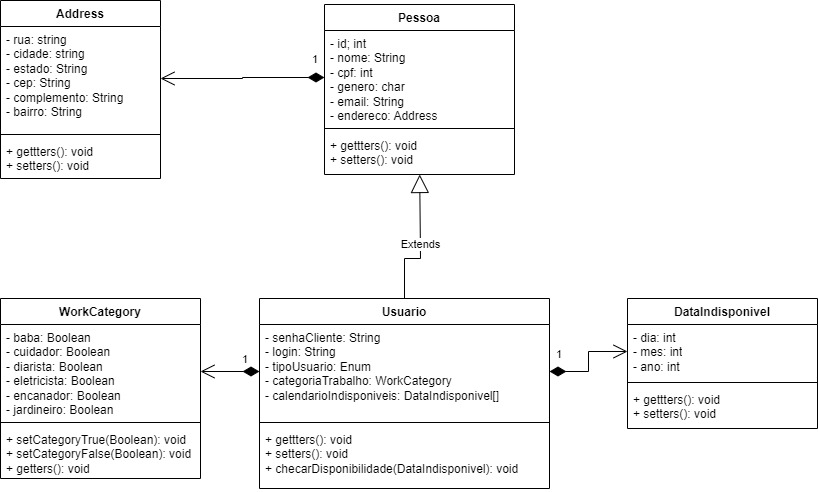 Address
- rua: string
- cidade: string
- estado: String
- cep: String
- complemento: String
- bairro: String
+ gettters(): void
+ setters(): void
Pessoa
- id; int
- nome: String
- cpf: int
- genero: char
- email: String
- endereco: Address
+ gettters(): void
+ setters(): void
1
Extends
WorkCategory
- baba: Boolean
- cuidador: Boolean
- diarista: Boolean
- eletricista: Boolean
- encanador: Boolean
- jardineiro: Boolean
+ setCategoryTrue(Boolean): void
+ setCategoryFalse(Boolean): void
+ getters(): void
1
Usuario
- senhaCliente: String
- login: String
- tipoUsuario: Enum
- categoriaTrabalho: WorkCategory
- calendarioIndisponiveis: DataIndisponivel[]
+ gettters(): void
+ setters(): void
+ checarDisponibilidade(DataIndisponivel): void
1
DataIndisponivel
- dia: int
- mes: int
- ano: int
+ gettters(): void
+ setters(): void